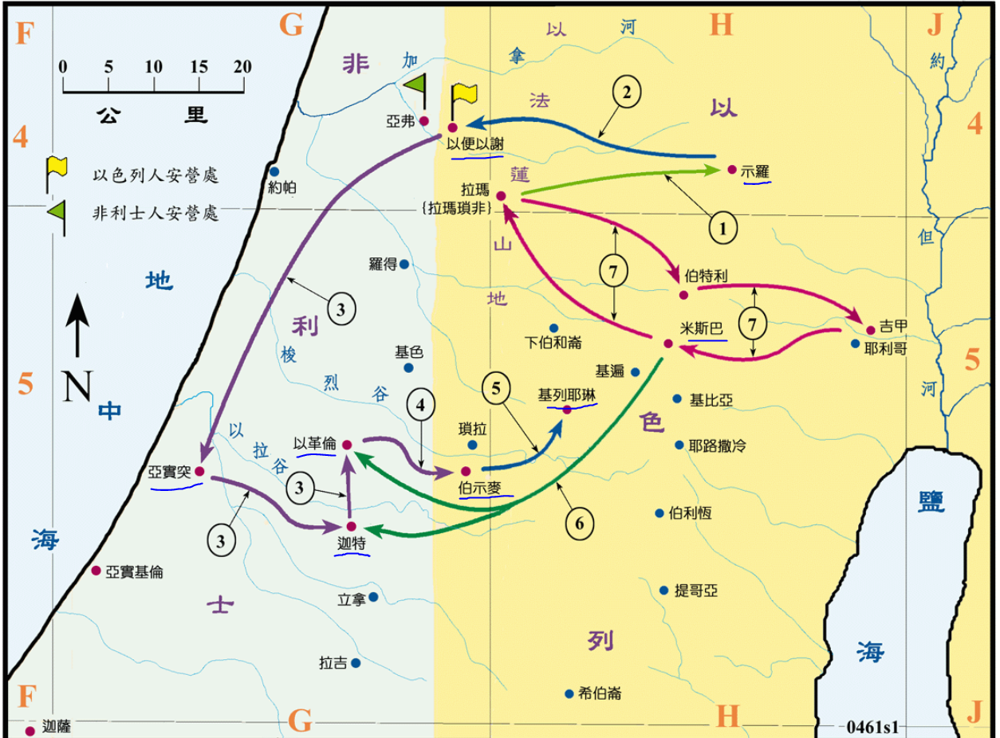 F
G
H
J
非
加
拿
以
河
約
0 5 10 15 20
公里
4
亞弗
以便以謝
法
2
以
4
以色列人安營處
約帕
拉瑪
{拉瑪瑣非}
蓮
示羅
1
非利士人安營處
但
地
羅得
山
7
伯特利
3
利
地
米斯巴
7
吉甲
耶利哥
下伯和崙
N
5
中
基色
梭
烈
谷
基遍
5
河
4
5
基列耶琳
基比亞
色
以
拉
谷
以革倫
瑣拉
耶路撒冷
亞實突
3
伯示麥
3
迦特
6
伯利恆
鹽
海
亞實基倫
士
立拿
提哥亞
列
海
拉吉
希伯崙
F
迦薩
G
H
0461s1
J